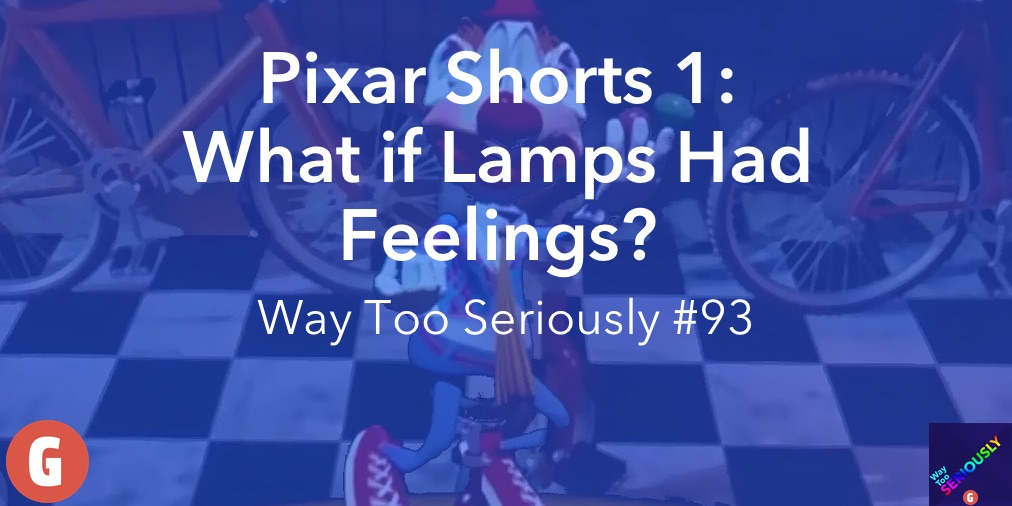 Pixar Shorts 1:
What if Lamps Had
Feelings?
Way Too Seriously #93
G
Way
Too
SERIOUSLY
G